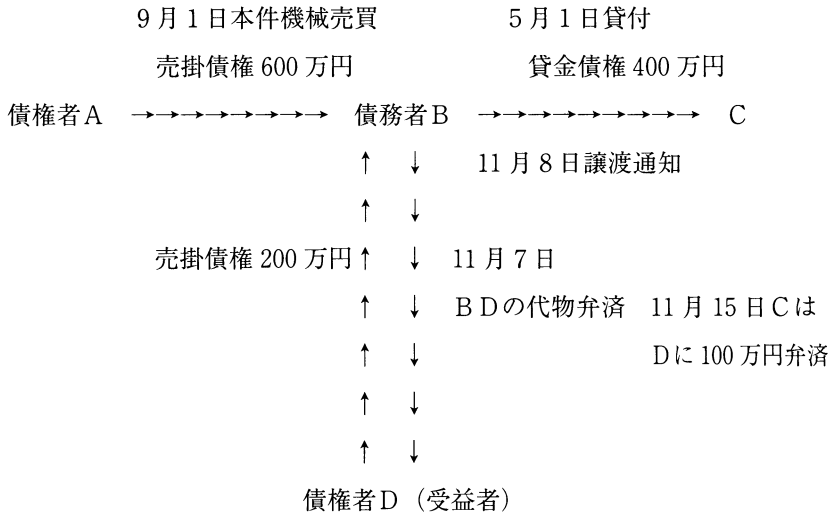 9月1日本件機械売買　　5月1日貸付
売掛債権600万円　　貸金債権400万円
債権者A　→→→→→→→→　債務者B　→→→→→→→→→　C
↑　↓　11月8日譲渡通知
↑　↓
売掛債権200万円↑　↓　11月7日
↑　↓　BDの代物弁済　11月15日Cは
↑　↓　Dに100万円弁済
↑　↓
↑　↓
債権者D（受益者）